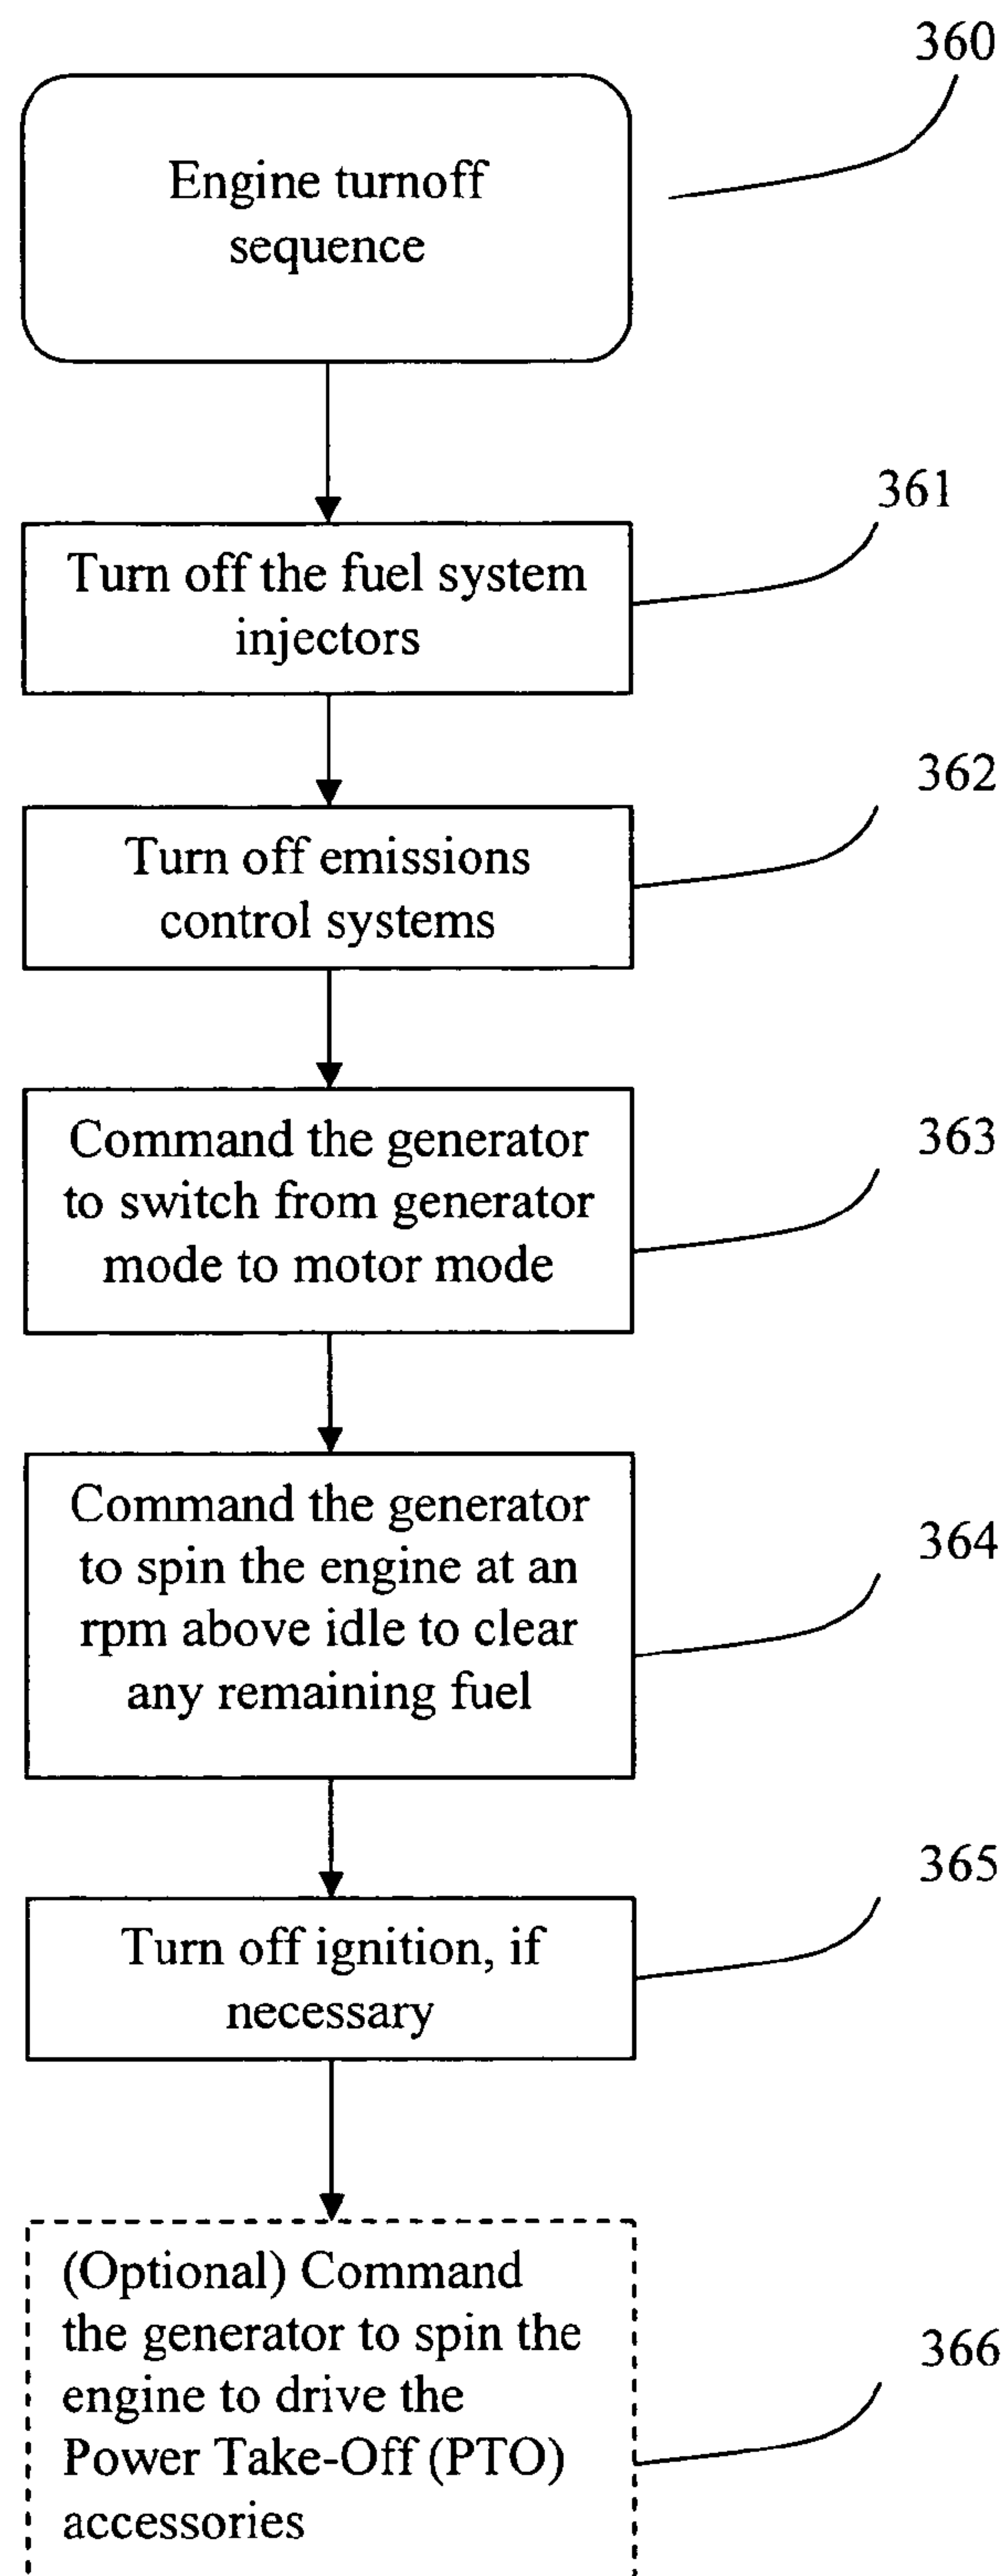 360
Engine turnoff
sequence
361
Turn off the fuel system
injectors
362
Turn off emissions
control systems
363
Command the generator
to switch from generator
mode to motor mode
364
Command the generator
to spin the engine at an
rpm above idle to clear
any remaining fuel
365
Turn off ignition, if
necessary
366
(Optional) Command
the generator to spin the
engine to drive the
Power Take-Off (PTO)
accessories